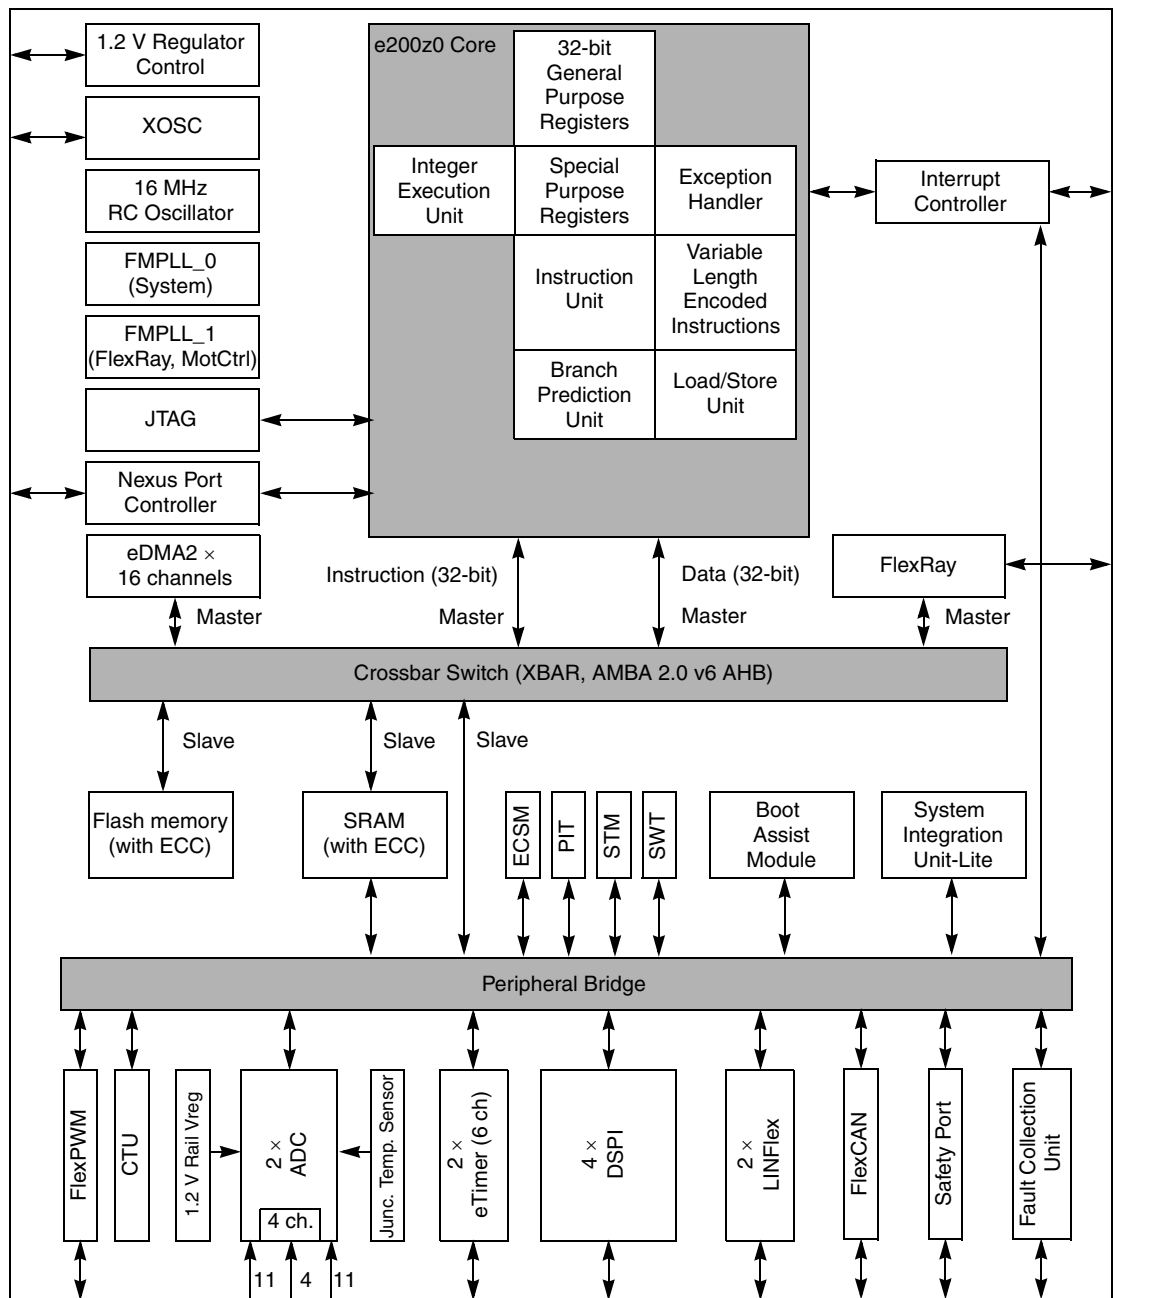 1.2 V Regulator
Control
XOSC
16 MHz
RC Oscillator
FMPLL_0
(System)
FMPLL_1
(FlexRay, MotCtrl)
JTAG
Nexus Port
Controller
eDMA2 ×
16 channels
e200z0 Core
32-bit
General
Purpose
Registers
Integer
Execution
Unit
Special
Purpose
Registers
Exception
Handler
Instruction
Unit
Variable
Length
Encoded
Instructions
Branch
Prediction
Unit
Load/Store
Unit
Interrupt
Controller
FlexRay
Master
Instruction (32-bit)
Master
Data (32-bit)
Master
Master
Crossbar Switch (XBAR, AMBA 2.0 v6 AHB)
Slave
Slave
Slave
Flash memory
(with ECC)
SRAM
(with ECC)
ECSM
PIT
STM
SWT
Boot
Assist
Module
System
Integration
Unit-Lite
Peripheral Bridge
FlexPWM
CTU
1.2 V Rail Vreg
2 ×
ADC
4 ch.
Junc. Temp. Sensor
2 ×
eTimer (6 ch)
4 ×
DSPI
2 ×
LINFlex
FlexCAN
Safety Port
Fault Collection
Unit
11
4
11